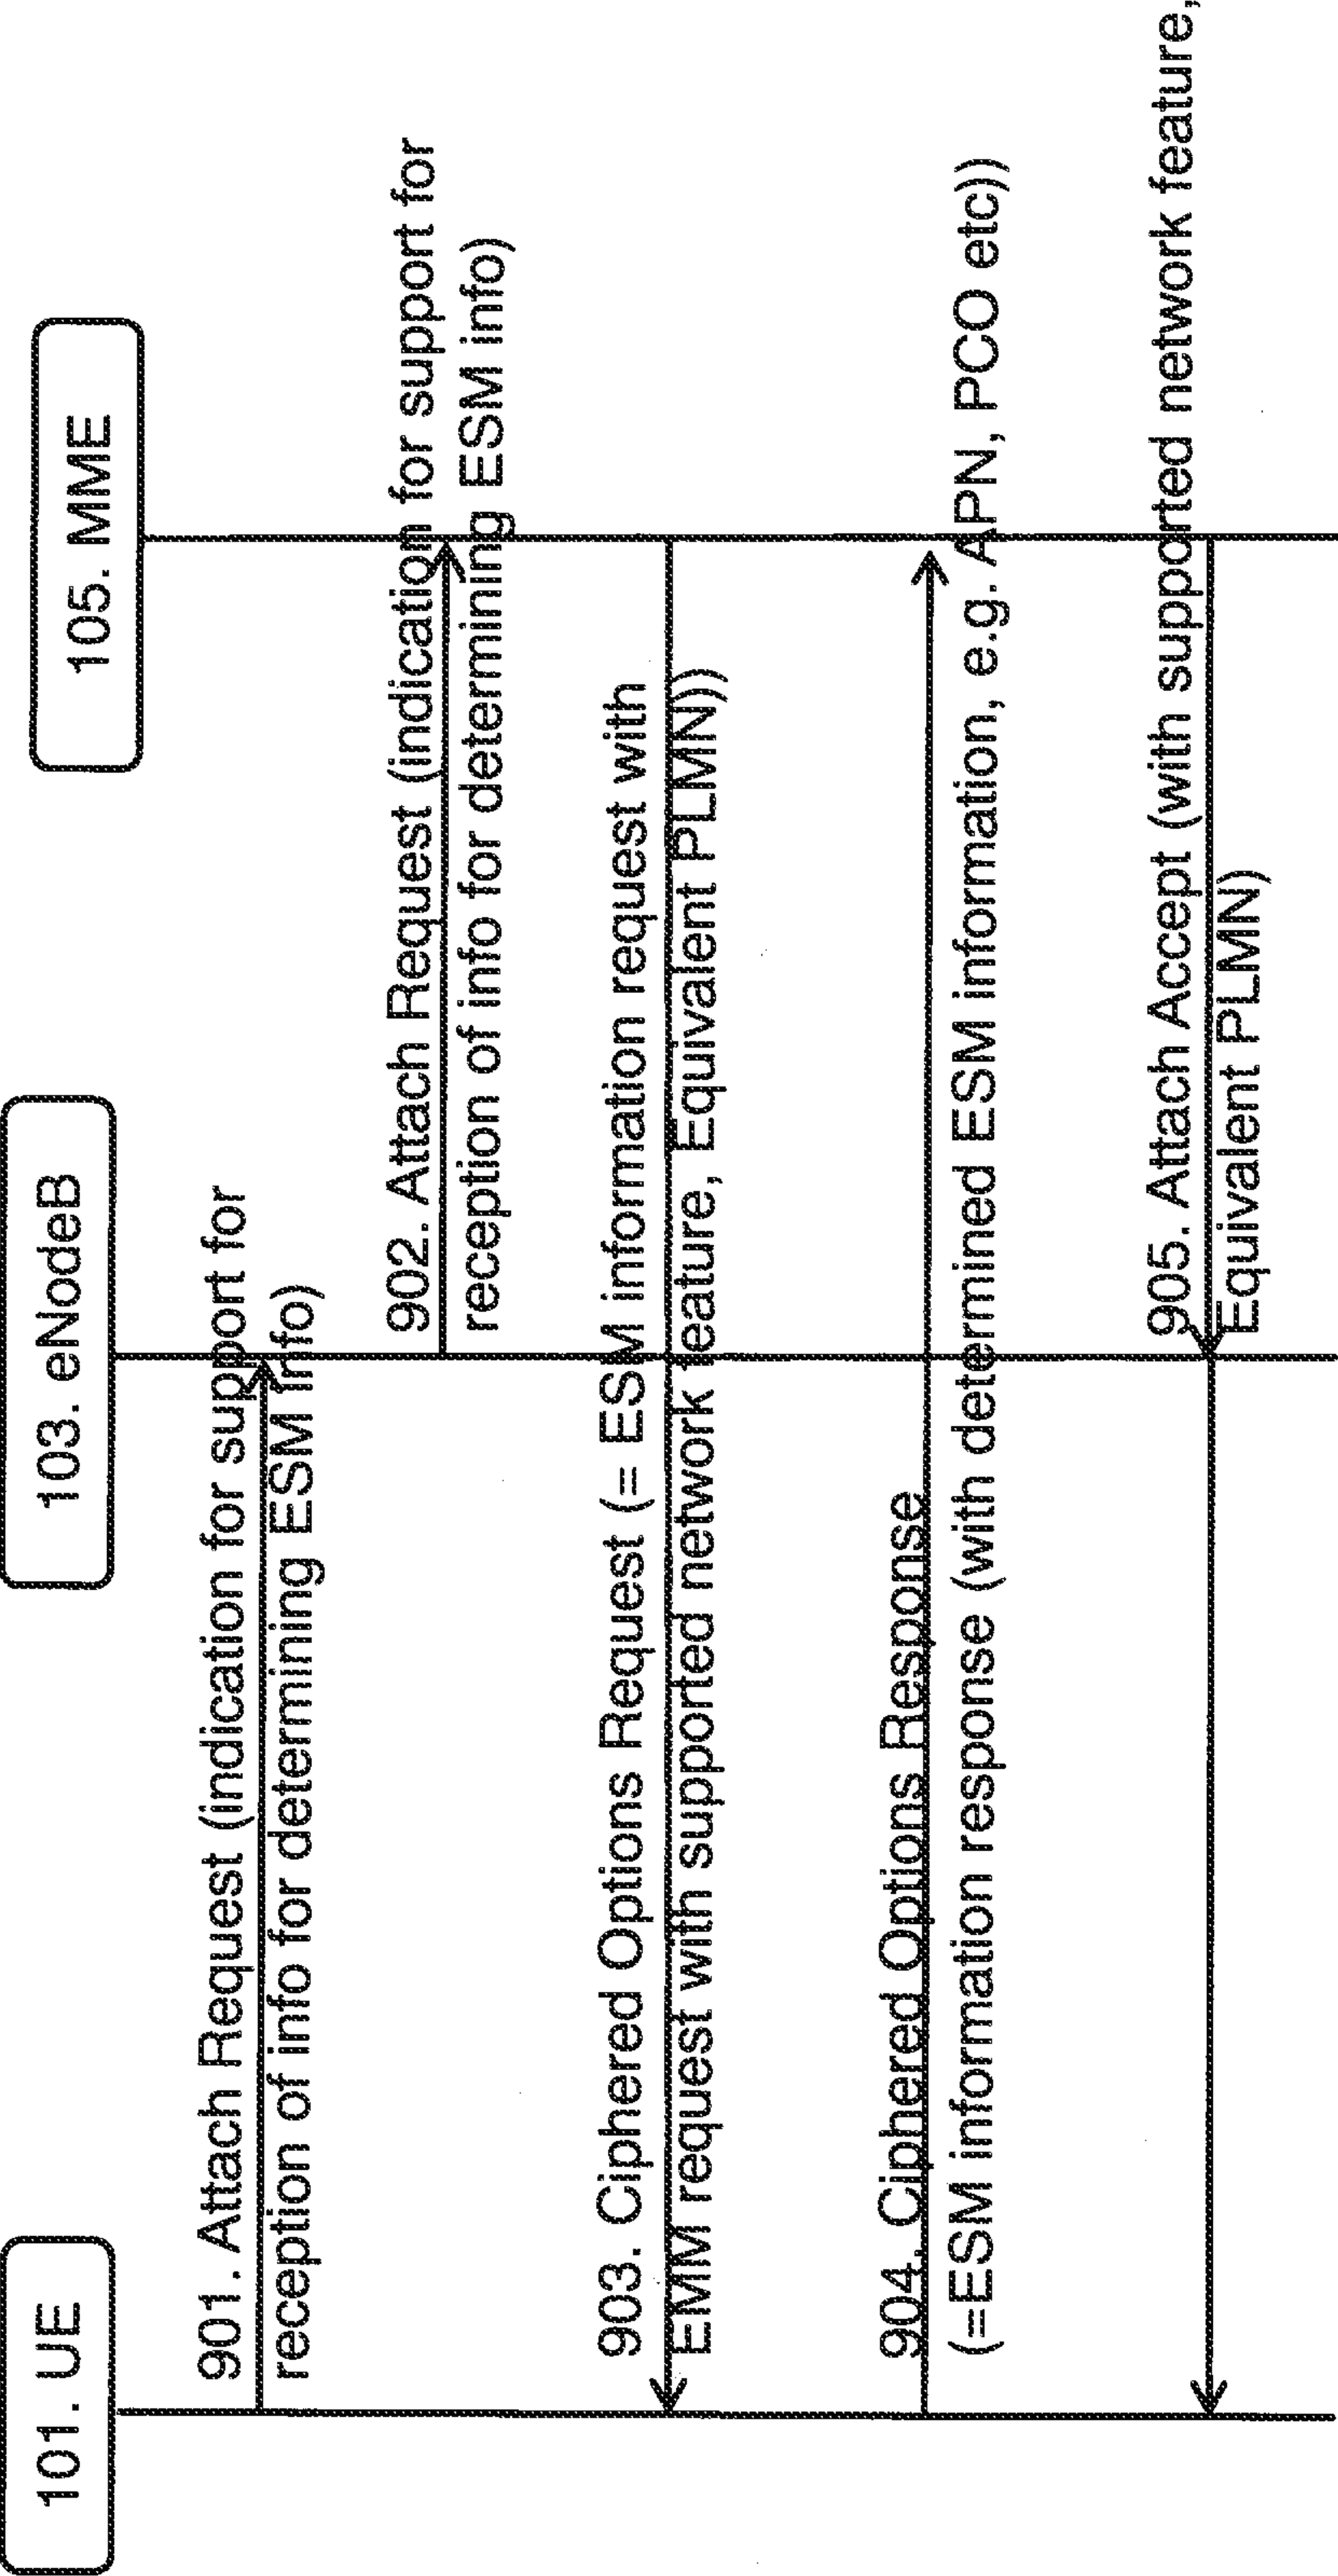 101. UE
103. eNodeB
105. MME
901. Attach Request (indication for support for
reception of info for determining ESM info)
902. Attach Request (indication for support for
reception of info for determining ESM info)
903. Ciphered Options Request (= ESM information request with
EMM request with supported network feature, Equivalent PLMN))
904. Ciphered Options Response
(=ESM information response (with determined ESM information, e.g. APN, PCO etc))
905. Attach Accept (with supported network feature,
Equivalent PLMN)